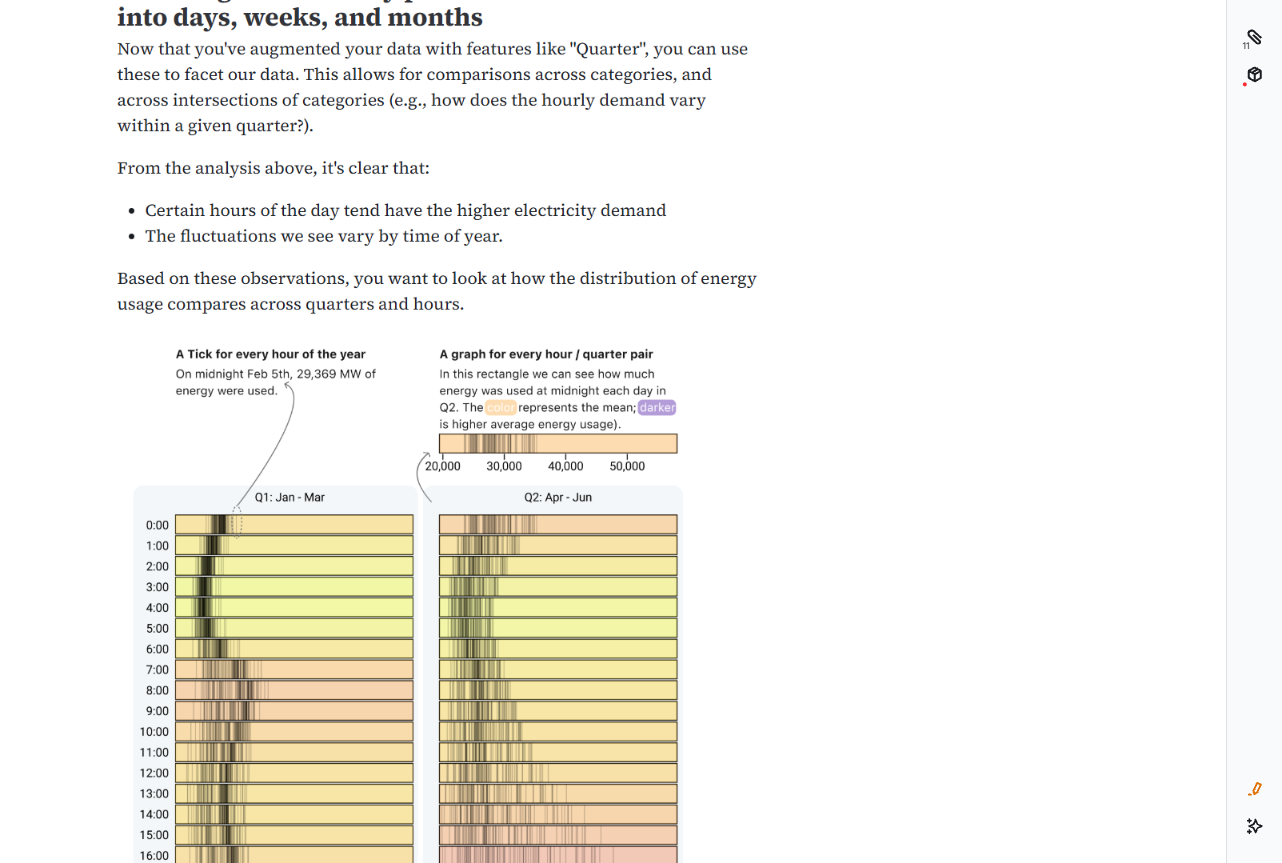 into days, weeks, and months
Now that you've augmented your data with features like "Quarter", you can use
these to facet our data. This allows for comparisons across categories, and
across intersections of categories (e.g., how does the hourly demand vary
within a given quarter?).
From the analysis above, it's clear that:
Certain hours of the day tend have the higher electricity demand
The fluctuations we see vary by time of year.
Based on these observations, you want to look at how the distribution of energy
usage compares across quarters and hours.
A Tick for every hour of the year
On midnight Feb 5th, 29,369 MW of
energy were used.
A graph for every hour / quarter pair
In this rectangle we can see how much
energy was used at midnight each day in
Q2. The color represents the mean; darker
is higher average energy usage).
20,000 30,000 40,000 50,000
Q1: Jan - Mar
Q2: Apr - Jun
0:00
1:00
2:00
3:00
4:00
5:00
6:00
7:00
8:00
9:00
10:00
11:00
12:00
13:00
14:00
15:00
16:00
11